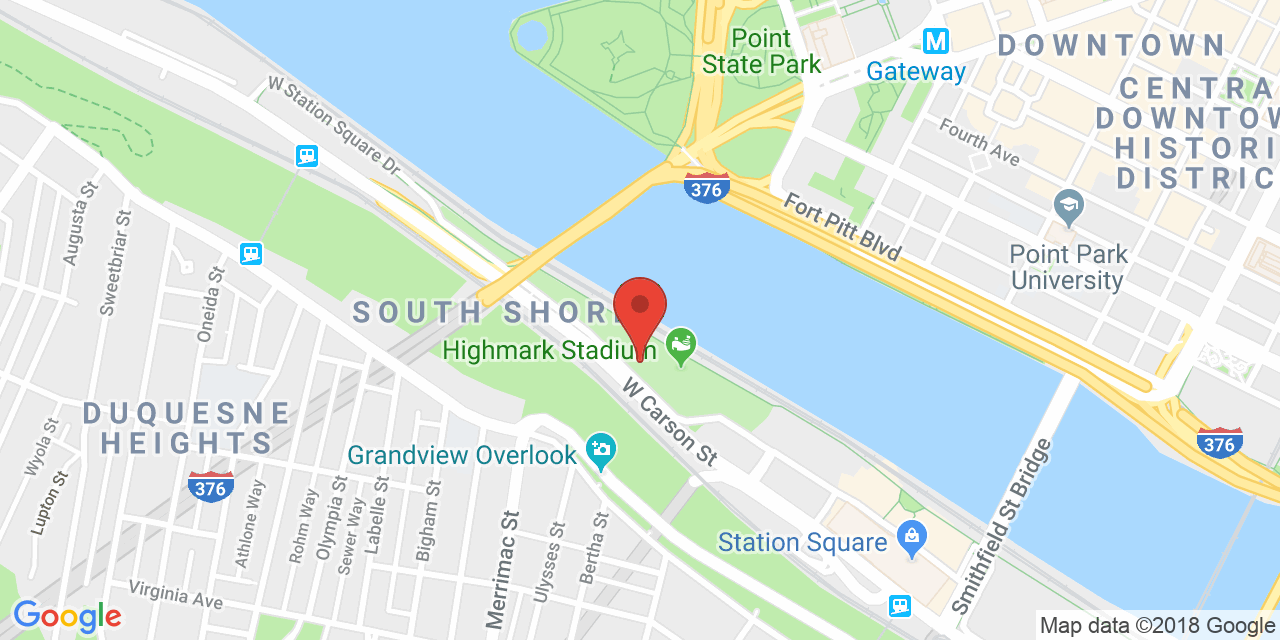 Point
State Park
M
Gateway
DOWNTOWN
CENTRA
DOWNTOW
HISTORI
DISTRIC
Fourth Ave
W Station Square Dr
376
Fort Pitt Blvd
Point Park
University
Augusta St
Sweetbriar St
Oneida St
SOUTH SHOR
Highmark Stadium
W Carson St
DUQUESNE
HEIGHTS
376
Grandview Overlook
376
Wyola St
Lupton St
Athlone Way
Rohm Way
Olympia St
Sewer Way
Labelle St
Bigham St
Merrimac St
Ulysses St
Bertha St
Virginia Ave
Station Square
Smithfield St Bridge
Google
Map data ©2018 Google